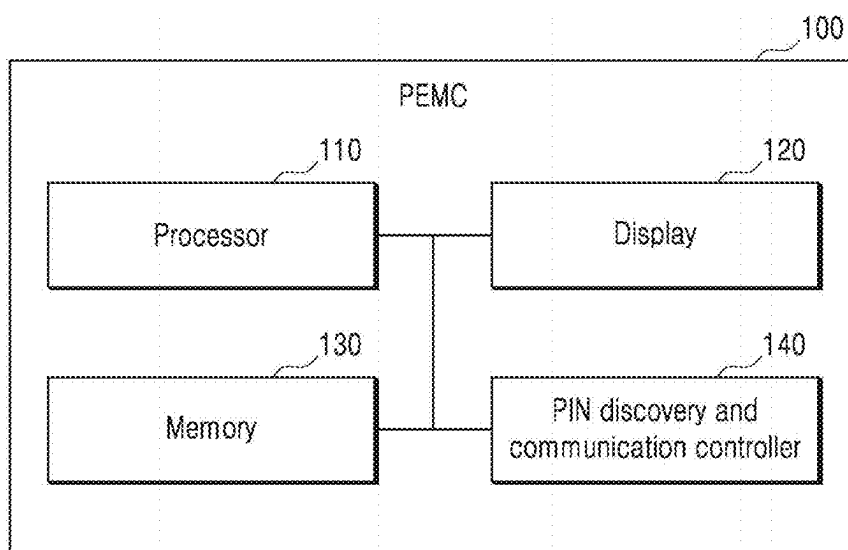 100
PEMC
110
120
Processor
Display
130
140
Memory
PIN discovery and
communication controller